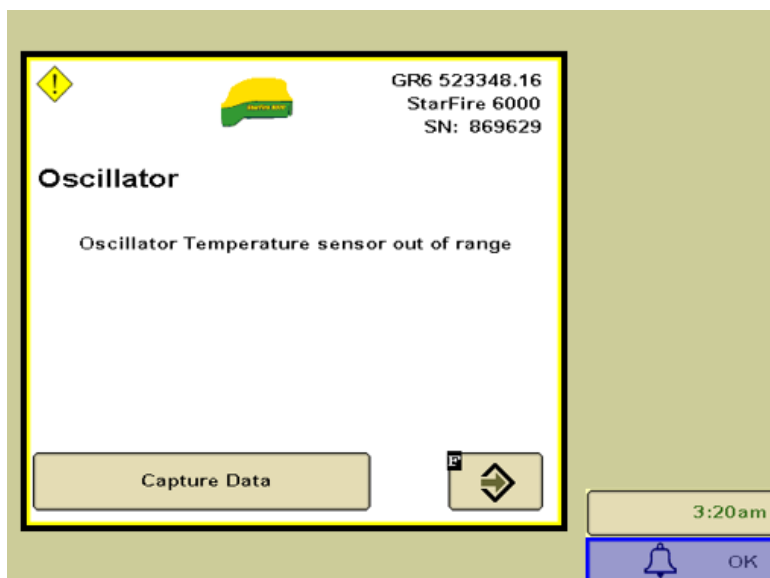 GR6 523348.16
StarFire 6000
SN: 869629
Oscillator
Oscillator Temperature sensor out of range
F
Capture Data
3:20am
OK